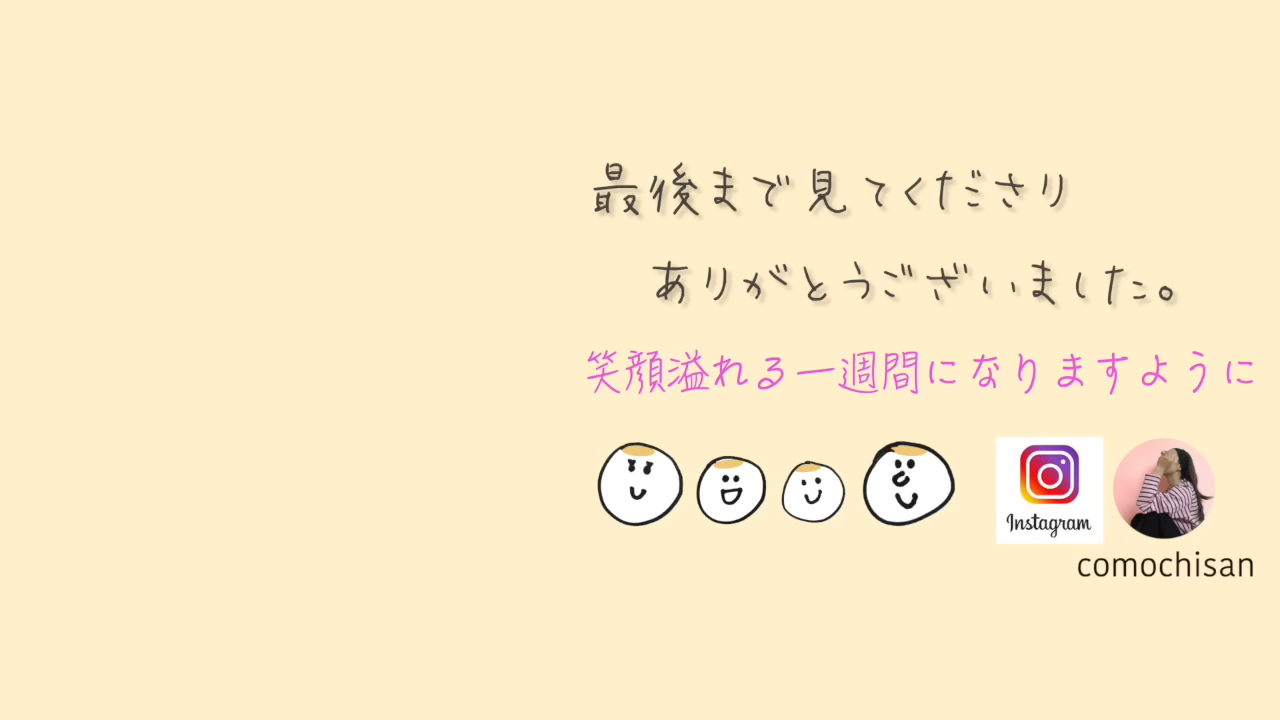 最後まで見てくださり
ありがとうございました。
笑顔溢れる一週間になりますように
Instagram
comochisan